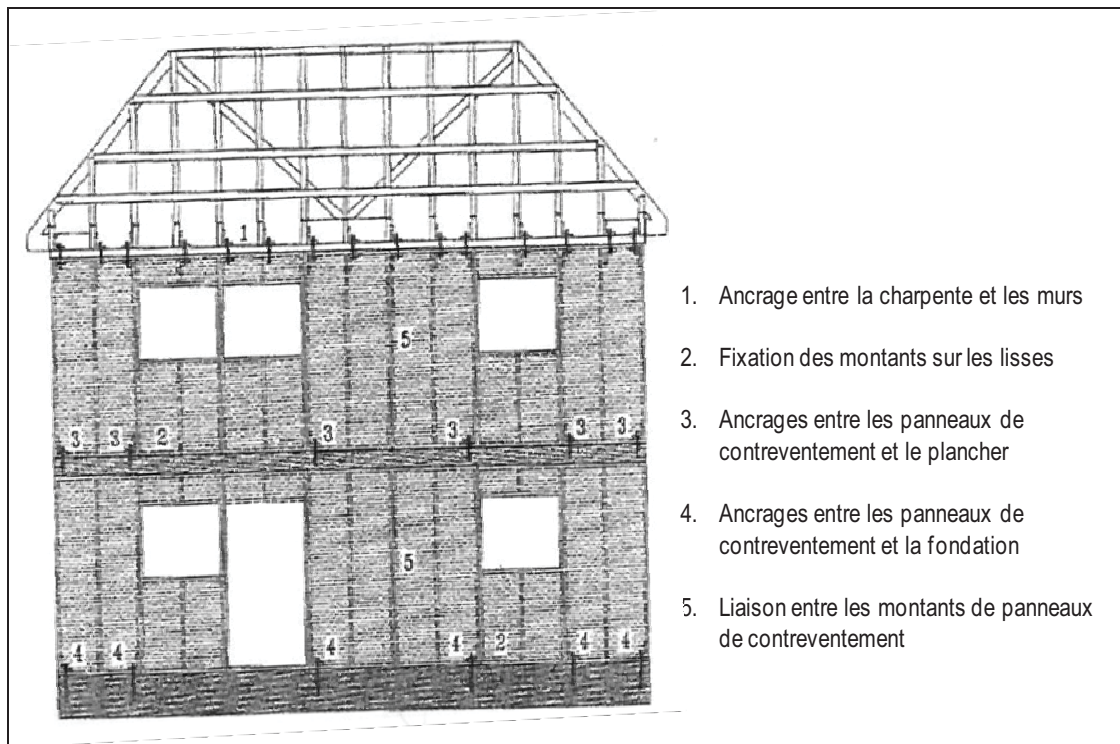 1
5
3 3 2 3 3 3 3
5
4 4 4 4 2 4 4
1. Ancrage entre la charpente et les murs
2. Fixation des montants sur les lisses
3. Ancrages entre les panneaux de
contreventement et le plancher
4. Ancrages entre les panneaux de
contreventement et la fondation
5. Liaison entre les montants de panneaux
de contreventement